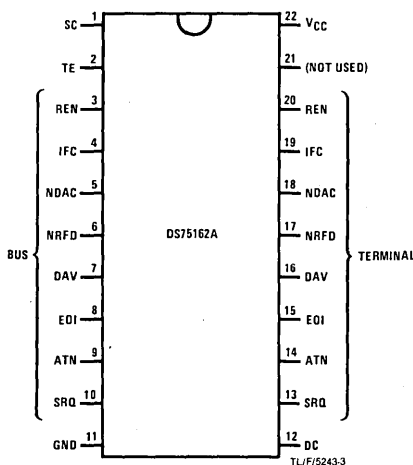 SC 1 22 VCC
TE 2 21 (NOT USED)
REN 3 20 REN
IFC 4 19 IFC
NDAC 5 18 NDAC
DS75162A
NRFD 6 17 NRFD
BUS TERMINAL
DAV 7 16 DAV
EOI 8 15 EOI
ATN 9 14 ATN
SRQ 10 13 SRQ
GND 11 12 DC
TL/F/5243-3